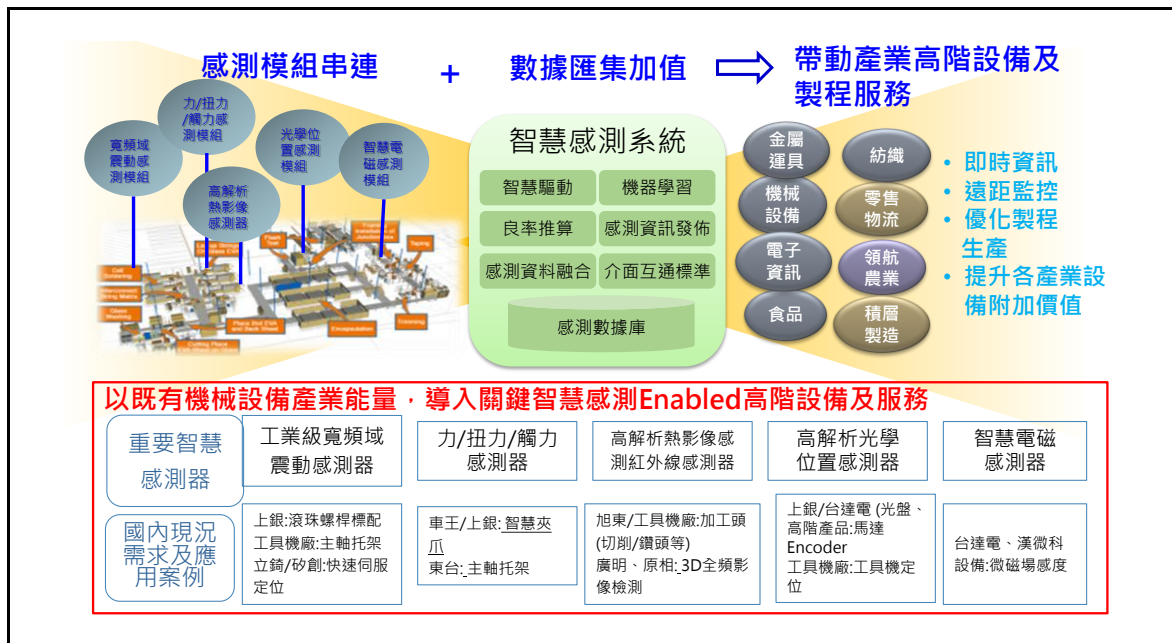 感測模組串連
+
數據匯集加值
帶動產業高階設備及
製程服務
寬頻域
震動感
測模組
力/扭力
/觸力感
測模組
高解析
熱影像
感測器
光學位
置感測
模組
智慧電
磁感測
模組
Taping
Trimming
Encapsulation
智慧感測系統
智慧驅動
機器學習
良率推算
感測資訊發佈
感測資料融合
介面互通標準
感測數據庫
金屬
運具
紡織
機械
設備
零售
物流
電子
資訊
領航
農業
食品
積層
製造
• 即時資訊
• 遠距監控
• 優化製程
生產
• 提升各產業設
備附加價值
以既有機械設備產業能量，導入關鍵智慧感測Enabled高階設備及服務
重要智慧
感測器
工業級寬頻域
震動感測器
力/扭力/觸力
感測器
高解析熱影像感
測紅外線感測器
高解析光學
位置感測器
智慧電磁
感測器
國內現況
需求及應
用案例
上銀:滾珠螺桿標配
工具機廠:主軸托架
立錡/矽創:快速伺服
定位
車王/上銀: 智慧夾
爪
東台: 主軸托架
旭東/工具機廠:加工頭
(切削/鑽頭等)
廣明、原相: 3D全頻影
像檢測
上銀/台達電 (光盤、
高階產品:馬達
Encoder
工具機廠:工具機定
位
台達電、漢微科
設備:微磁場感度